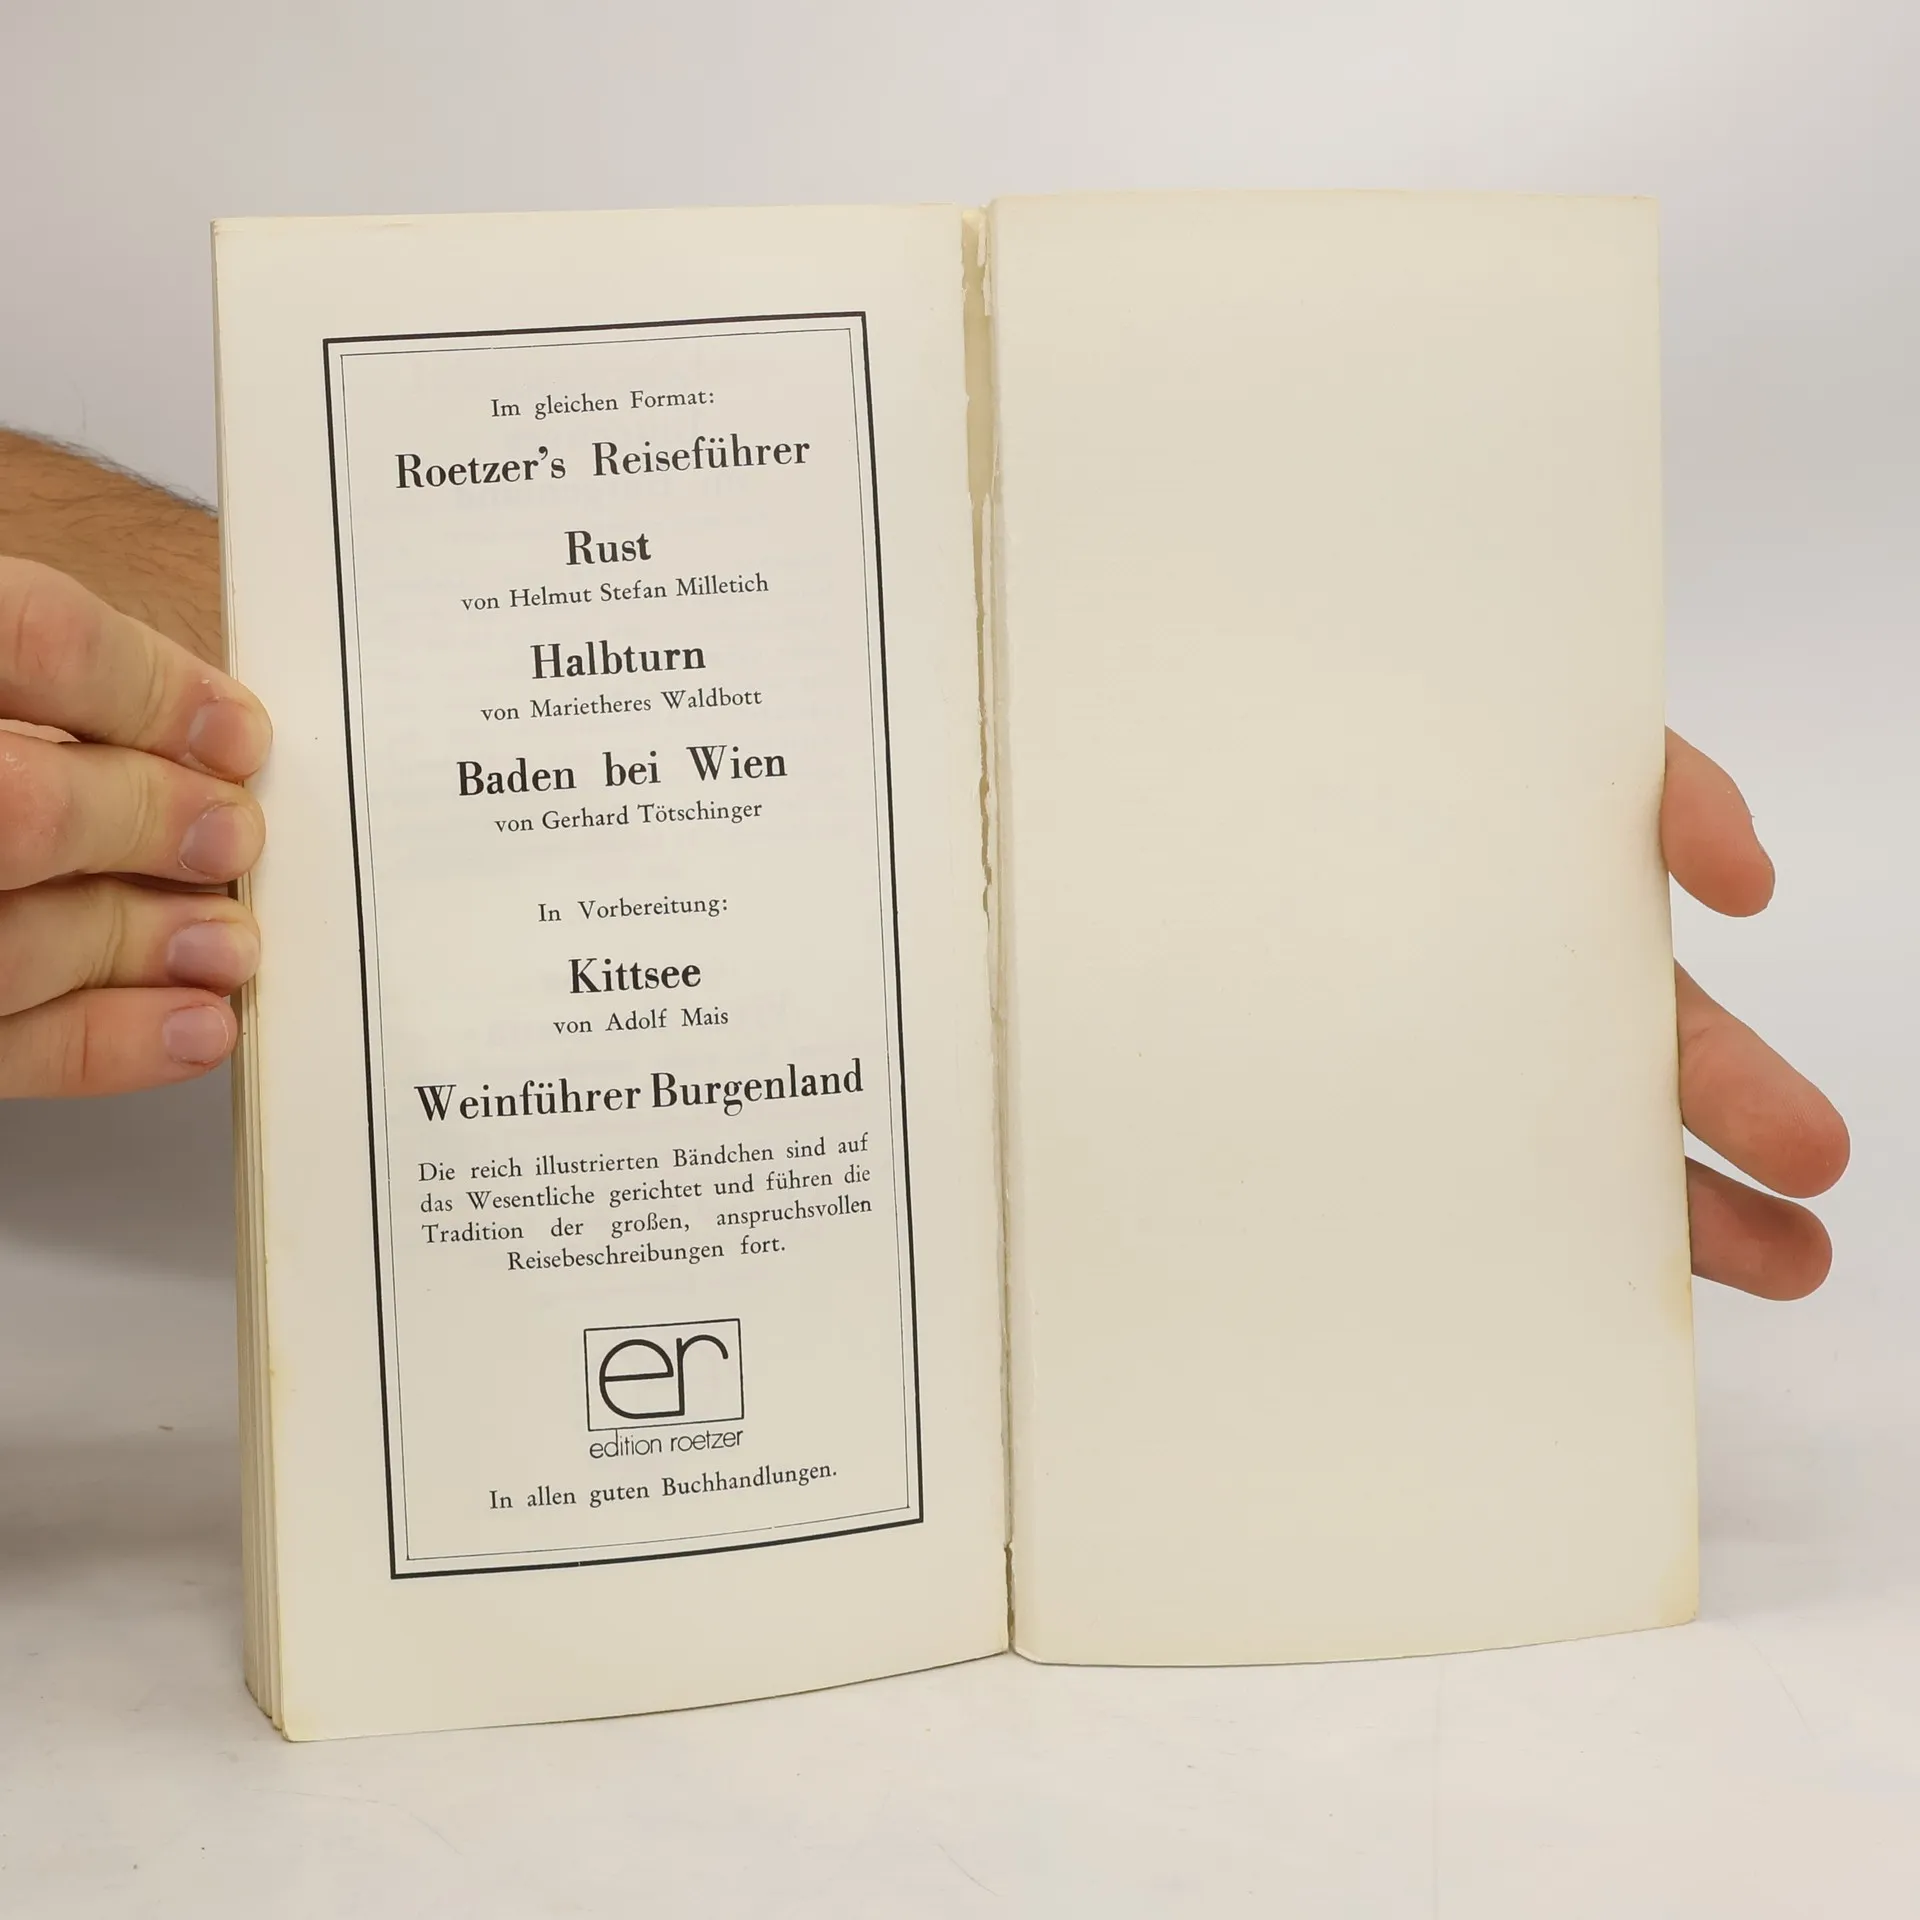 Im gleichen Format:
Roetzer’s Reiseführer
Rust
von Helmut Stefan Milletich
Halbturn
von Marietheres Waldbott
Baden bei Wien
von Gerhard Tötschinger
In Vorbereitung:
Kittsee
von Adolf Mais
Weinführer Burgenland
Die reich illustrierten Bändchen sind auf
das Wesentliche gerichtet und führen die
Tradition der großen, anspruchsvollen
Reisebeschreibungen fort.
er
edition roetzer
In allen guten Buchhandlungen.